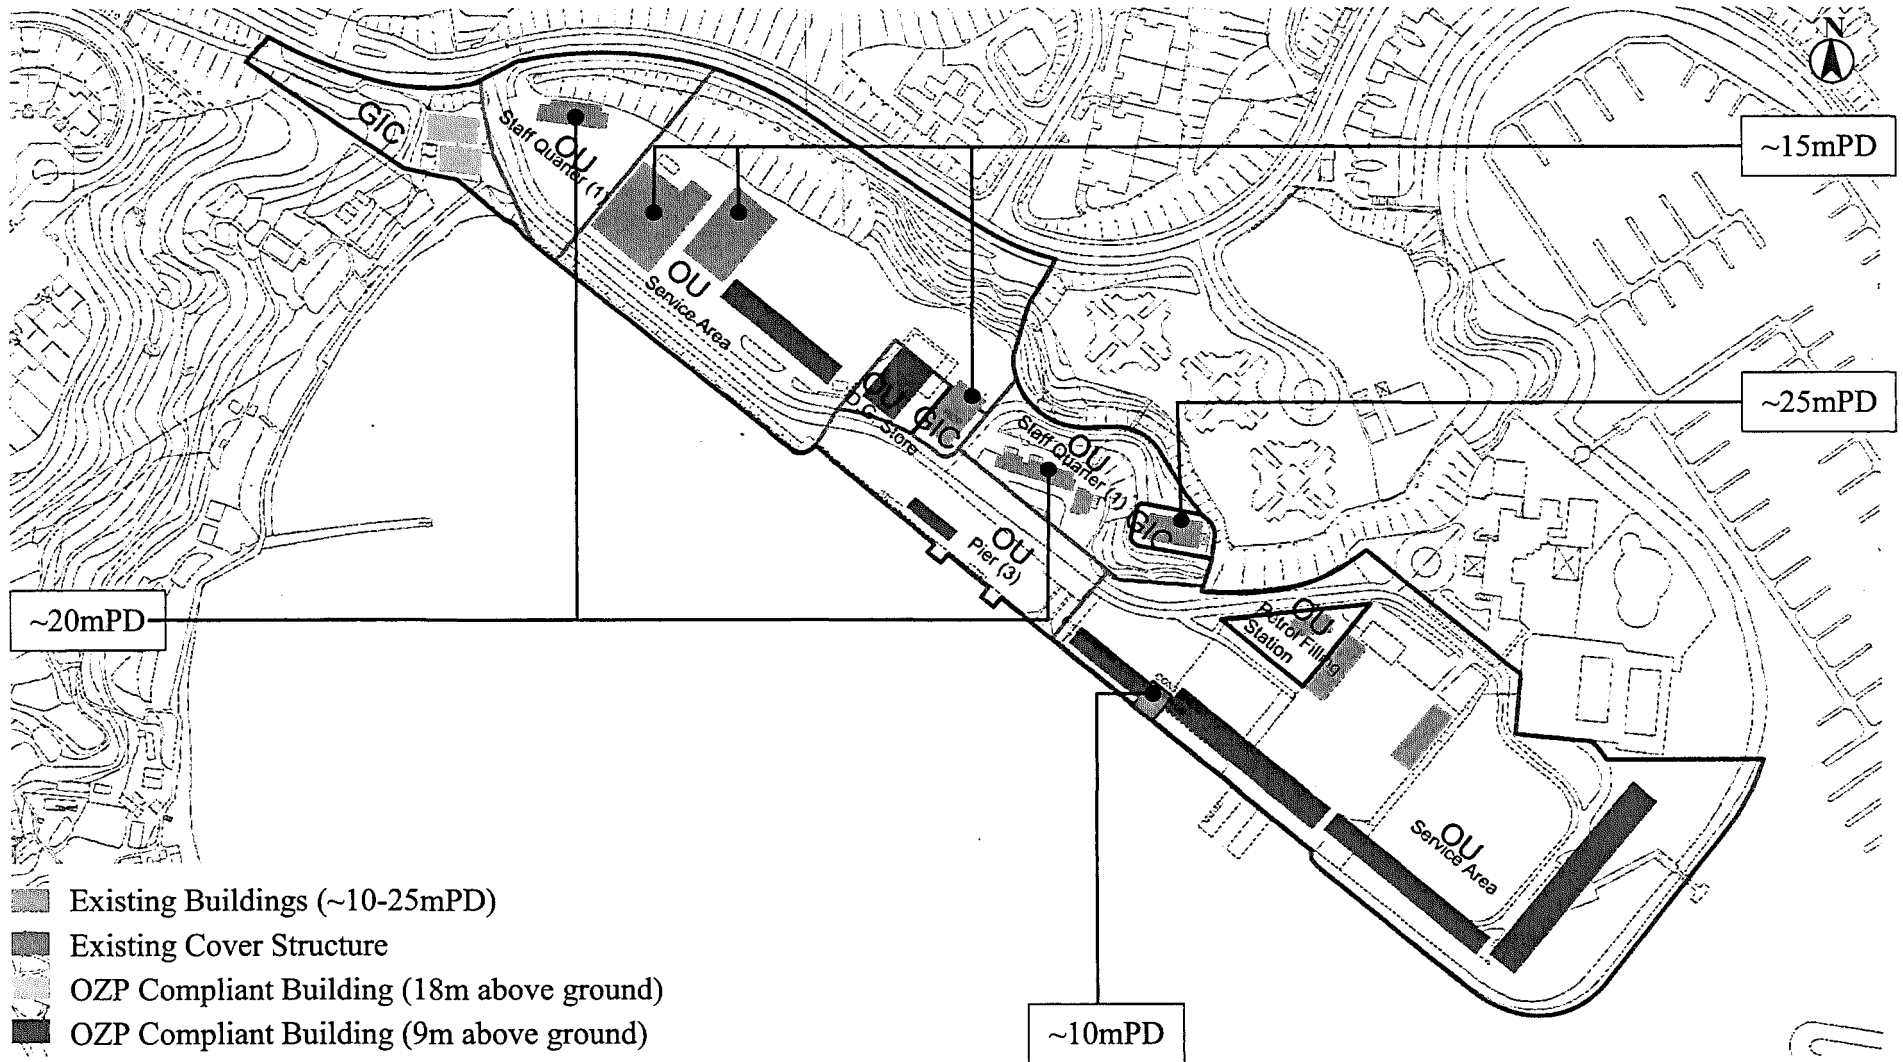 N
~15mPD
GIC
OU
Staff Quarter (1)
OU
Service Area
~25mPD
OU
D.G. Store
GIC
OU
Staff Quarter (1)
GIC
OU
Pier (3)
~20mPD
OU
Petrol Filling
Station
OU
Service Area
Existing Buildings (~10-25mPD)
Existing Cover Structure
OZP Compliant Building (18m above ground)
OZP Compliant Building (9m above ground)
~10mPD